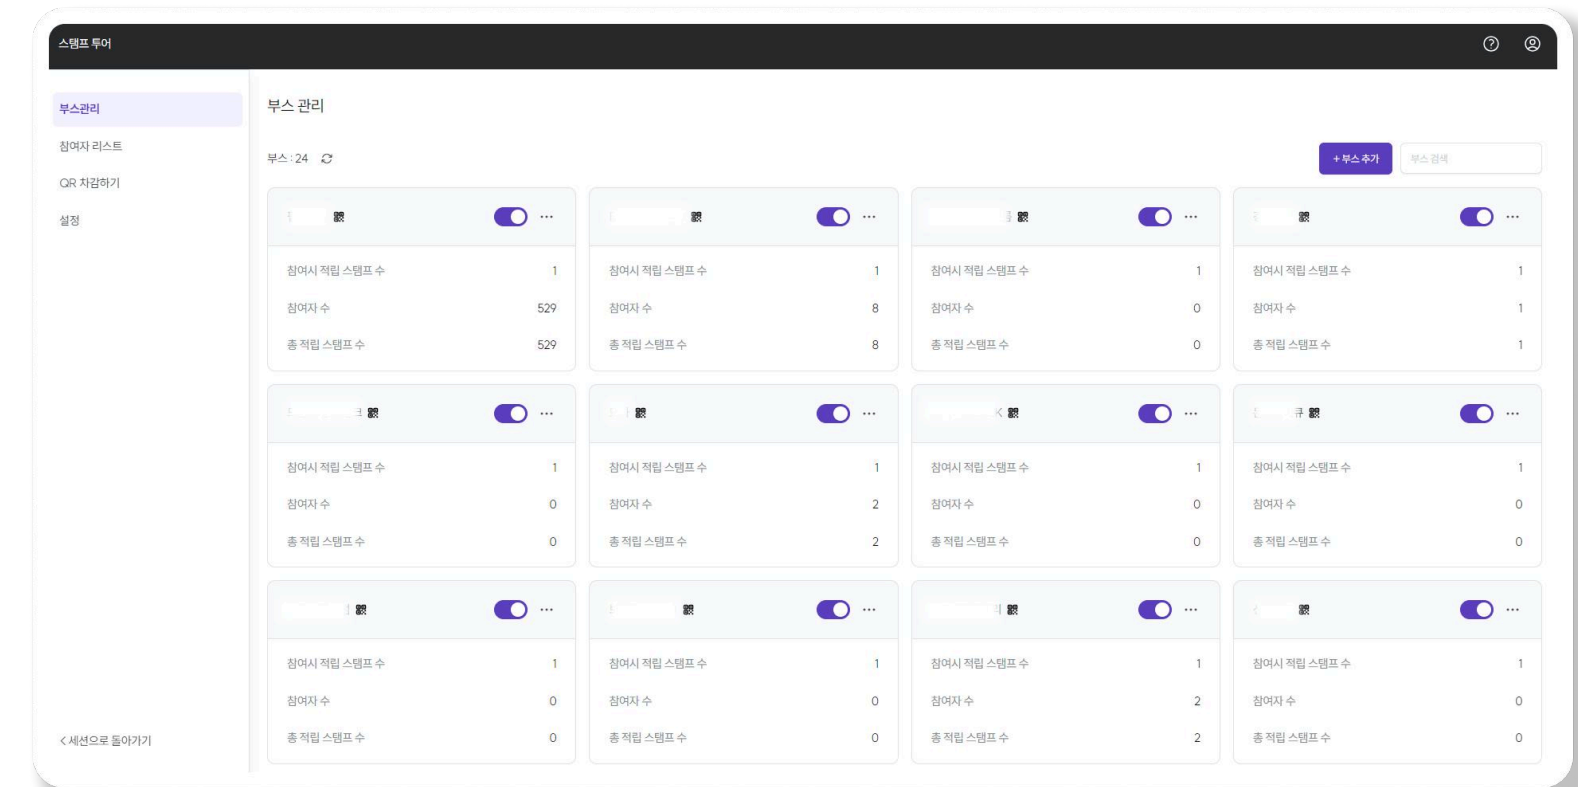 스탬프 투어
부스관리
참여자 리스트
QR 차감하기
설정
< 세션으로 돌아가기
부스 관리
부스 : 24
+ 부스 추가
부스 검색
참여시 적립 스탬프 수 1
참여자 수 529
총 적립 스탬프 수 529
참여시 적립 스탬프 수 1
참여자 수 8
총 적립 스탬프 수 8
참여시 적립 스탬프 수 1
참여자 수 0
총 적립 스탬프 수 0
참여시 적립 스탬프 수 1
참여자 수 1
총 적립 스탬프 수 1
크
참여시 적립 스탬프 수 1
참여자 수 0
총 적립 스탬프 수 0
참여시 적립 스탬프 수 1
참여자 수 2
총 적립 스탬프 수 2
K
참여시 적립 스탬프 수 1
참여자 수 0
총 적립 스탬프 수 0
큐
참여시 적립 스탬프 수 1
참여자 수 0
총 적립 스탬프 수 0
참여시 적립 스탬프 수 1
참여자 수 0
총 적립 스탬프 수 0
참여시 적립 스탬프 수 1
참여자 수 0
총 적립 스탬프 수 0
참여시 적립 스탬프 수 1
참여자 수 2
총 적립 스탬프 수 2
참여시 적립 스탬프 수 1
참여자 수 0
총 적립 스탬프 수 0